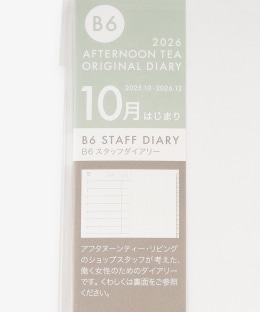 B6
2026
AFTERNOON TEA
ORIGINAL DIARY
2025.10-2026.12
10月はじまり
B6 STAFF DIARY
B6 スタッフダイアリー
アフタヌーンティー・リビング
のショップスタッフが考えた、
働く女性のためのダイアリー
です。くわしくは裏面をご参照
ください。